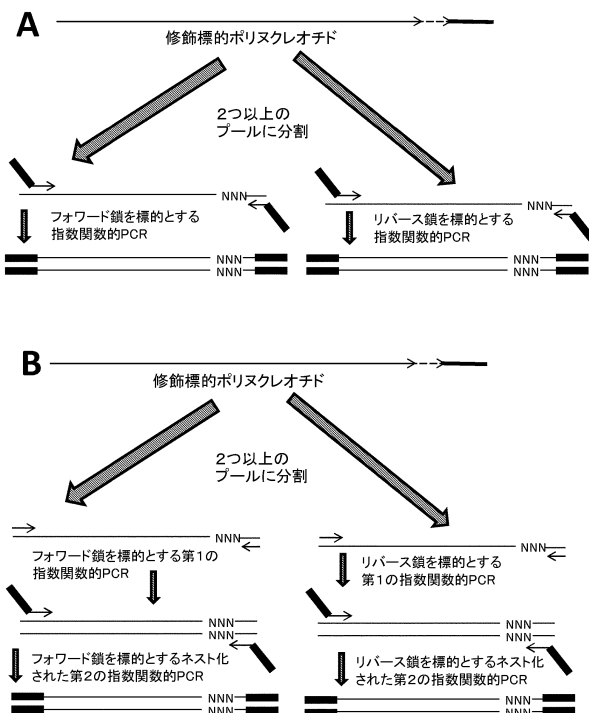 A
修飾標的ポリヌクレオチド
2つ以上の
プールに分割
NNN
フォワード鎖を標的とする
指数関数的PCR
NNN
NNN
NNN
リバース鎖を標的とする
指数関数的PCR
NNN
NNN
B
修飾標的ポリヌクレオチド
2つ以上の
プールに分割
NNN
フォワード鎖を標的とする第1の
指数関数的PCR
NNN
NNN
フォワード鎖を標的とするネスト化
された第2の指数関数的PCR
NNN
NNN
NNN
リバース鎖を標的とする
第1の指数関数的PCR
NNN
NNN
リバース鎖を標的とするネスト化
された第2の指数関数的PCR
NNN
NNN